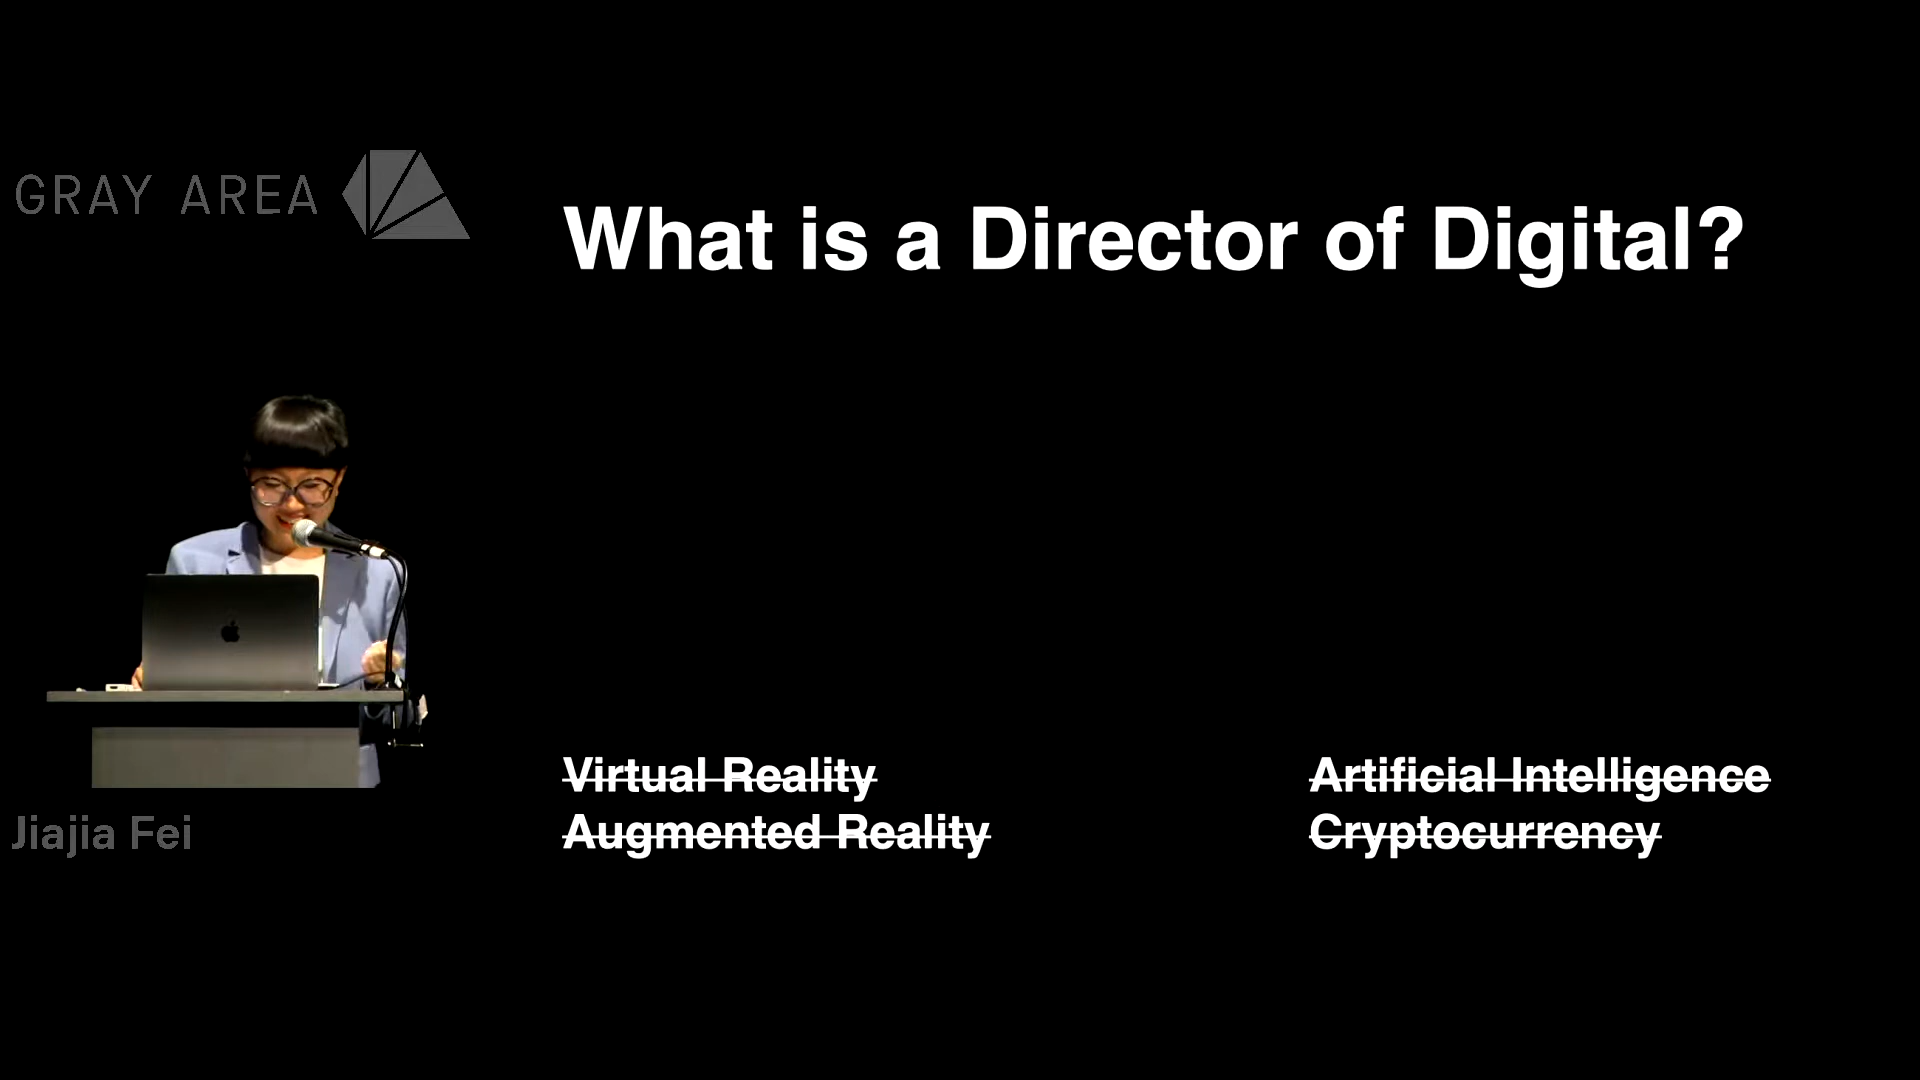 GRAY AREA
What is a Director of Digital?
Virtual Reality
Augmented Reality
Artificial Intelligence
Cryptocurrency
Jiajia Fei